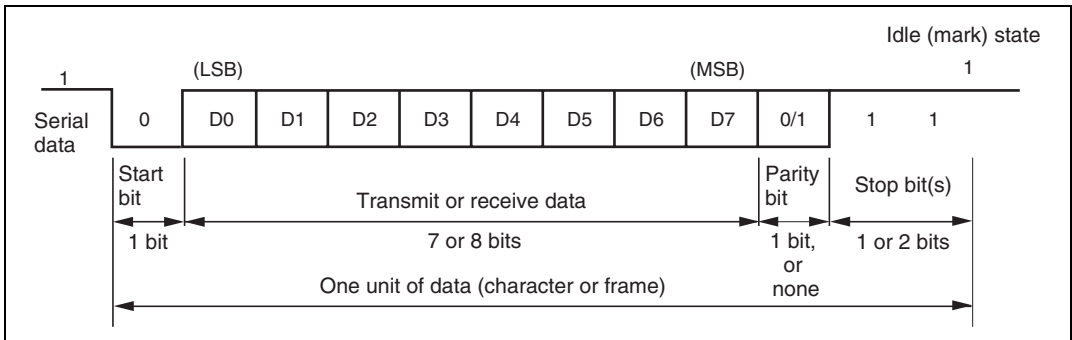 Idle (mark) state
1 (LSB) (MSB) 1
Serial data 0 D0 D1 D2 D3 D4 D5 D6 D7 0/1 1 1
Start bit
Transmit or receive data
Parity bit
Stop bit(s)
1 bit
7 or 8 bits
1 bit, or none
1 or 2 bits
One unit of data (character or frame)